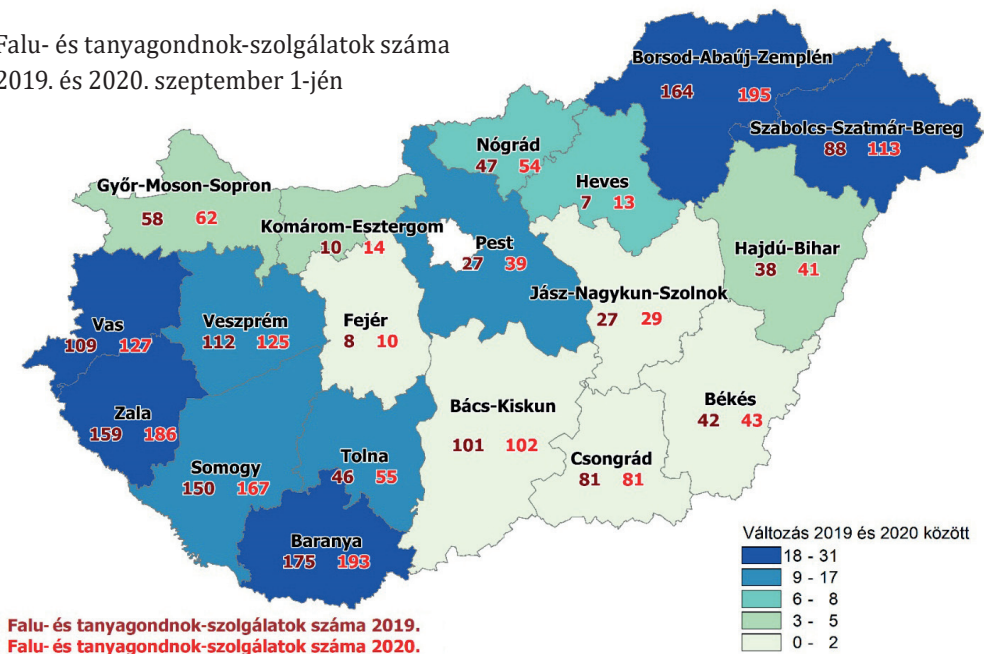 Falu- és tanyagondnok-szolgálatok száma
2019. és 2020. szeptember 1-jén
Borsod-Abaúj-Zemplén
164 195
Szabolcs-Szatmár-Bereg
88 113
Nógrád
47 54
Heves
7 13
Győr-Moson-Sopron
58 62
Komárom-Esztergom
10 14
Pest
27 39
Hajdú-Bihar
38 41
Jász-Nagykun-Szolnok
27 29
Vas
109 127
Veszprém
112 125
Fejér
8 10
Zala
159 186
Bács-Kiskun
101 102
Békés
42 43
Somogy
150 167
Tolna
46 55
Csongrád
81 81
Baranya
175 193
Változás 2019 és 2020 között
18 - 31
9 - 17
6 - 8
3 - 5
0 - 2
Falu- és tanyagondnok-szolgálatok száma 2019.
Falu- és tanyagondnok-szolgálatok száma 2020.